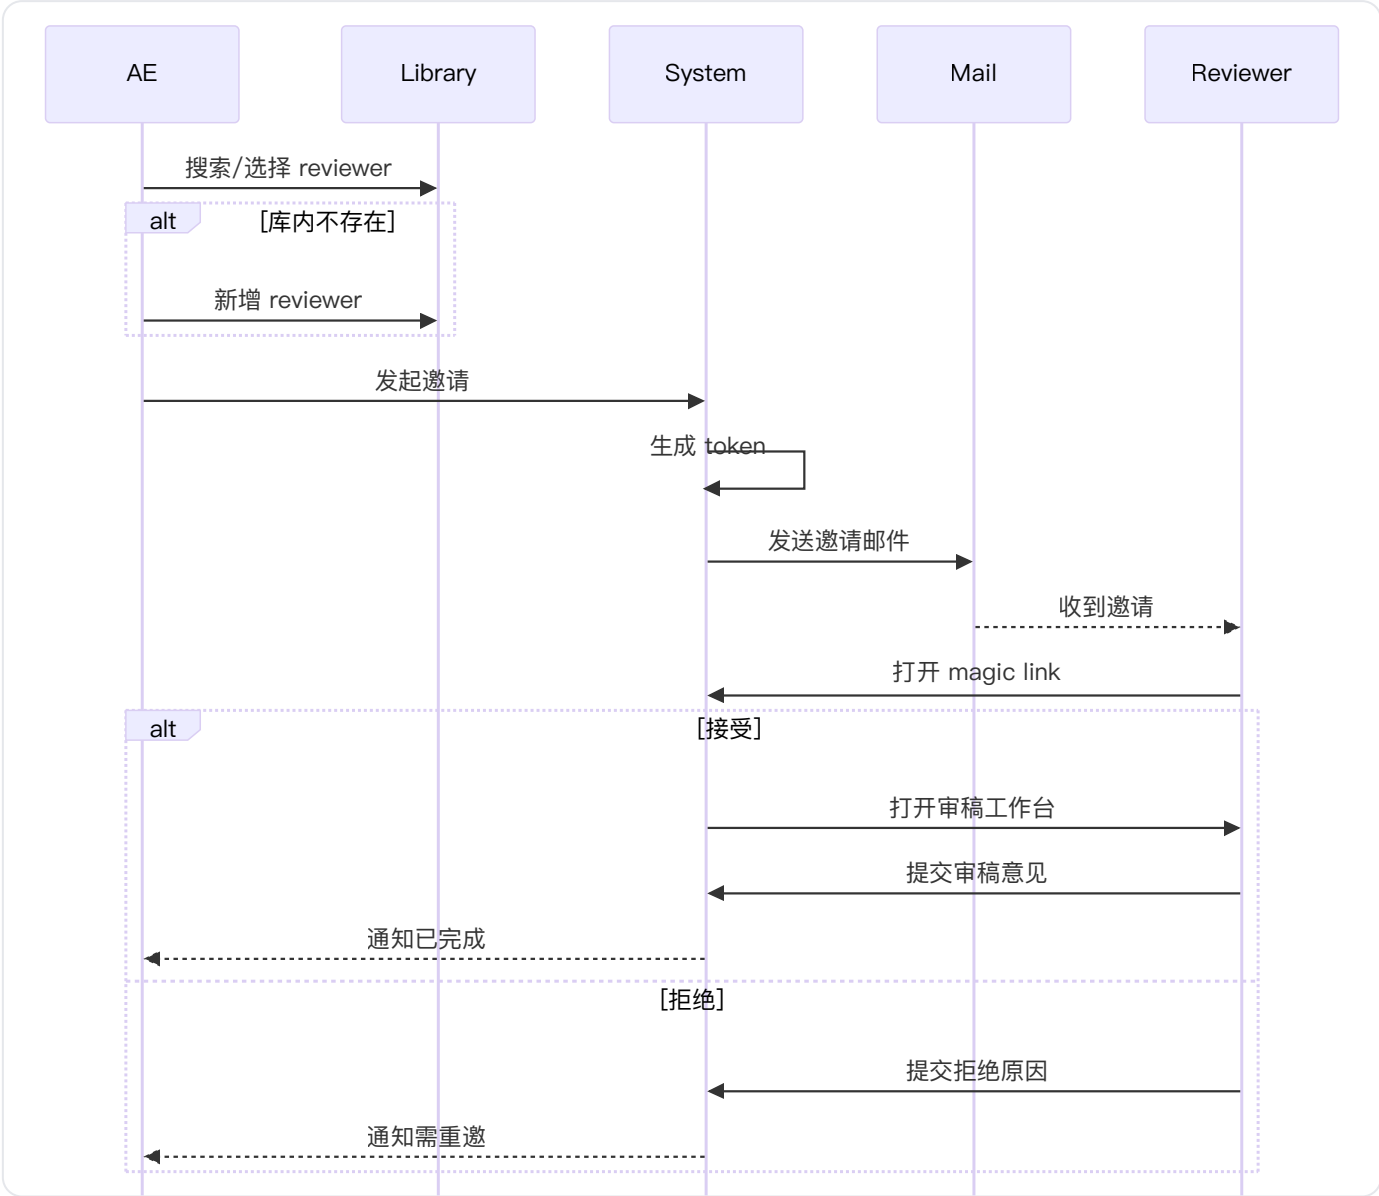 AE
Library
System
Mail
Reviewer
搜索/选择 reviewer
alt
[库内不存在]
新增 reviewer
发起邀请
生成 token
发送邀请邮件
收到邀请
打开 magic link
alt
[接受]
打开审稿工作台
提交审稿意见
通知已完成
[拒绝]
提交拒绝原因
通知需重邀